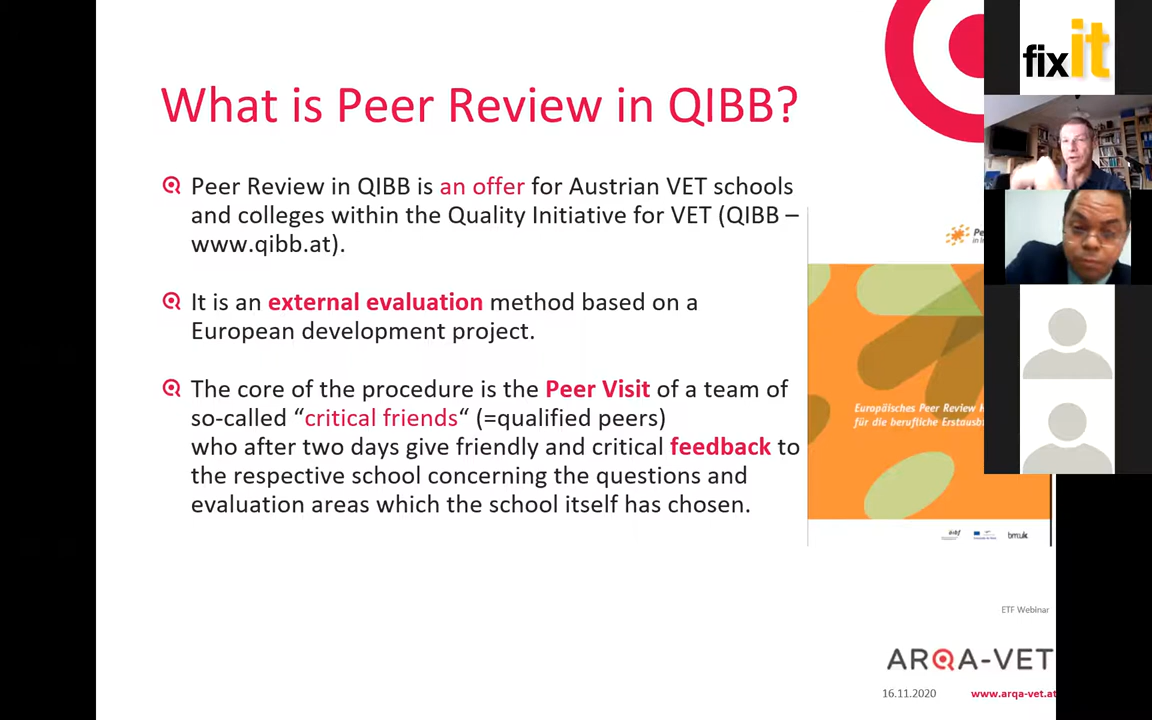 What is Peer Review in QIBB?
Peer Review in QIBB is an offer for Austrian VET schools
and colleges within the Quality Initiative for VET (QIBB –
www.qibb.at).
It is an external evaluation method based on a
European development project.
The core of the procedure is the Peer Visit of a team of
so-called “critical friends“ (=qualified peers)
who after two days give friendly and critical feedback to
the respective school concerning the questions and
evaluation areas which the school itself has chosen.
fixit
Pe
Europäisches Peer Review H
für die berufliche Erstausb
bm:uk
ETF Webinar
ARQA-VET
16.11.2020
www.arqa-vet.at